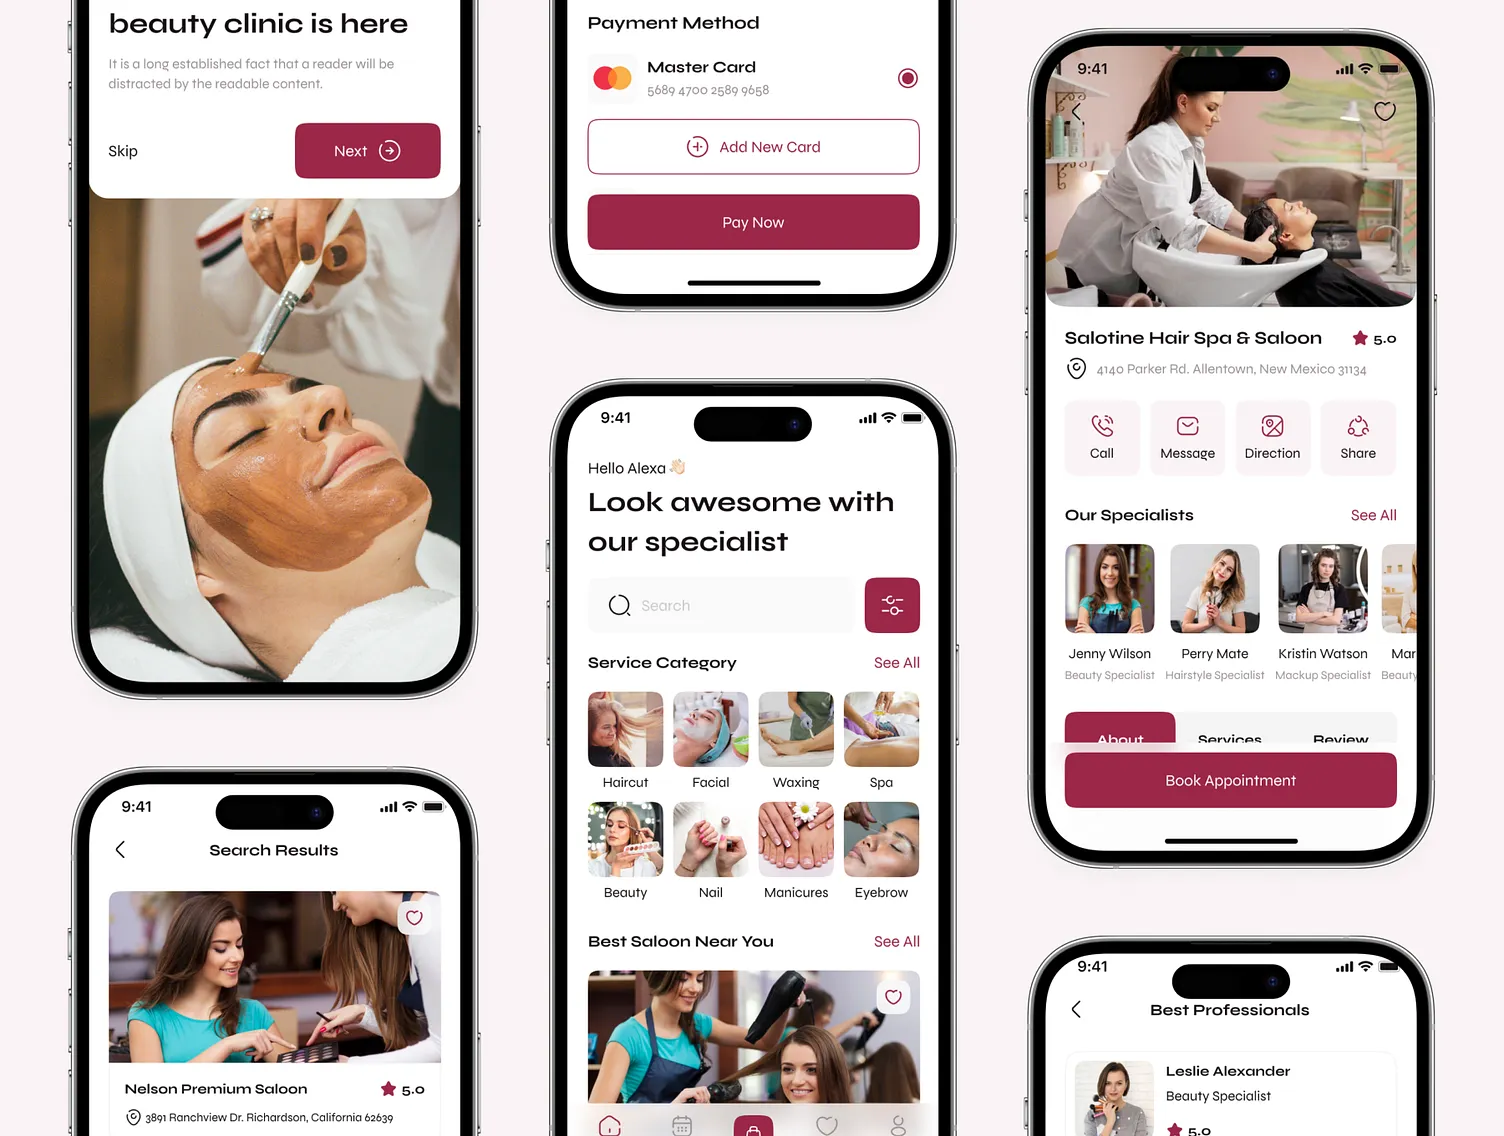 beauty clinic is here
It is a long established fact that a reader will be
distracted by the readable content.
Skip
Next
9:41
Search Results
Nelson Premium Saloon
5.0
3891 Ranchview Dr. Richardson, California 62639
Payment Method
Master Card
5689 4700 2589 9658
Add New Card
Pay Now
9:41
Hello Alexa 👋🏻
Look awesome with
our specialist
Search
Service Category
See All
Haircut
Facial
Waxing
Spa
Beauty
Nail
Manicures
Eyebrow
Best Saloon Near You
See All
9:41
Salotine Hair Spa & Saloon
5.0
4140 Parker Rd. Allentown, New Mexico 31134
Call
Message
Direction
Share
Our Specialists
See All
Jenny Wilson
Perry Mate
Kristin Watson
Mar
Beauty Specialist
Hairstyle Specialist
Mackup Specialist
Beauty
About
Services
Review
Book Appointment
9:41
Best Professionals
Leslie Alexander
Beauty Specialist
5.0